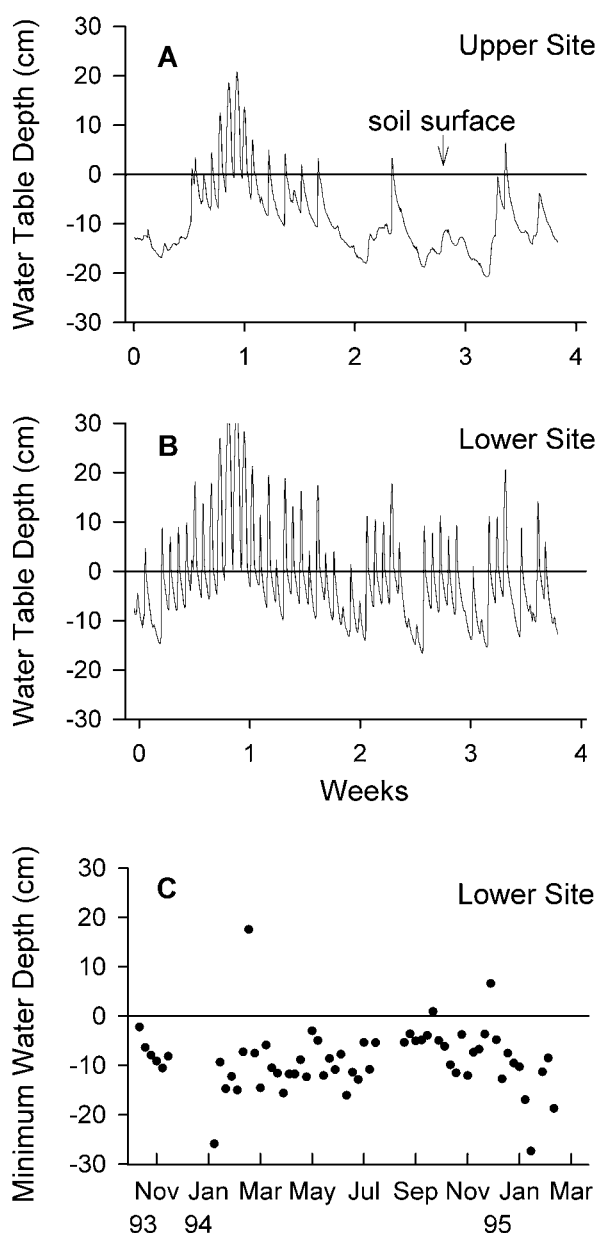 A
Upper Site
soil surface
Water Table Depth (cm)
30
20
10
0
-10
-20
-30
0 1 2 3 4
B
Lower Site
Water Table Depth (cm)
30
20
10
0
-10
-20
-30
0 1 2 3 4
Weeks
C
Lower Site
Minimum Water Depth (cm)
30
20
10
0
-10
-20
-30
Nov Jan Mar May Jul Sep Nov Jan Mar
93 94 95